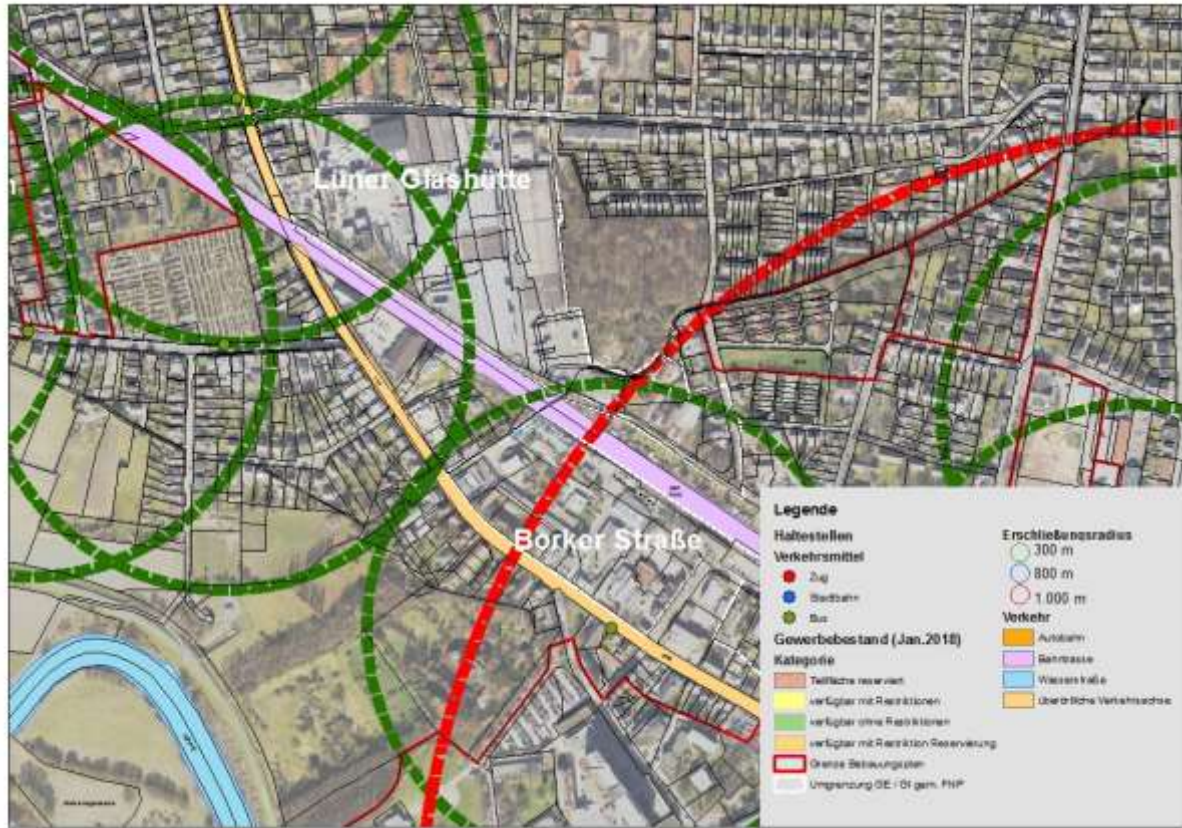 Lüner Glashütte
Borker Straße
Legende
Haltestellen
Verkehrsmittel
Zug
Stadtbahn
Bus
Gewerbebestand (Jan.2018)
Kategorie
Teilfläche reserviert
verfügbar mit Restriktionen
verfügbar ohne Restriktionen
verfügbar mit Restriktion Reservierung
Grenze Bebauungsplan
Umgrenzung GE / GI gem. FNP
Erschließungsradius
300 m
800 m
1.000 m
Verkehr
Autobahn
Bahntrasse
Wasserstraße
überörtliche Verkehrsachse